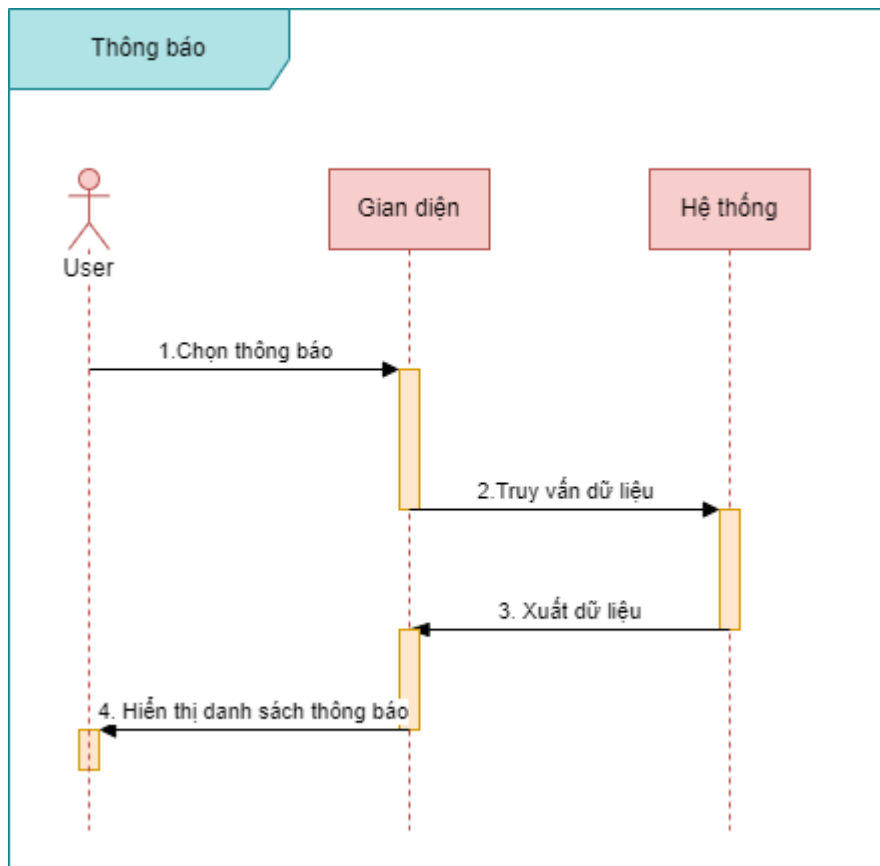 Thông báo
User
Gian diện
Hệ thống
1.Chọn thông báo
2.Truy vấn dữ liệu
3. Xuất dữ liệu
4. Hiển thị danh sách thông báo